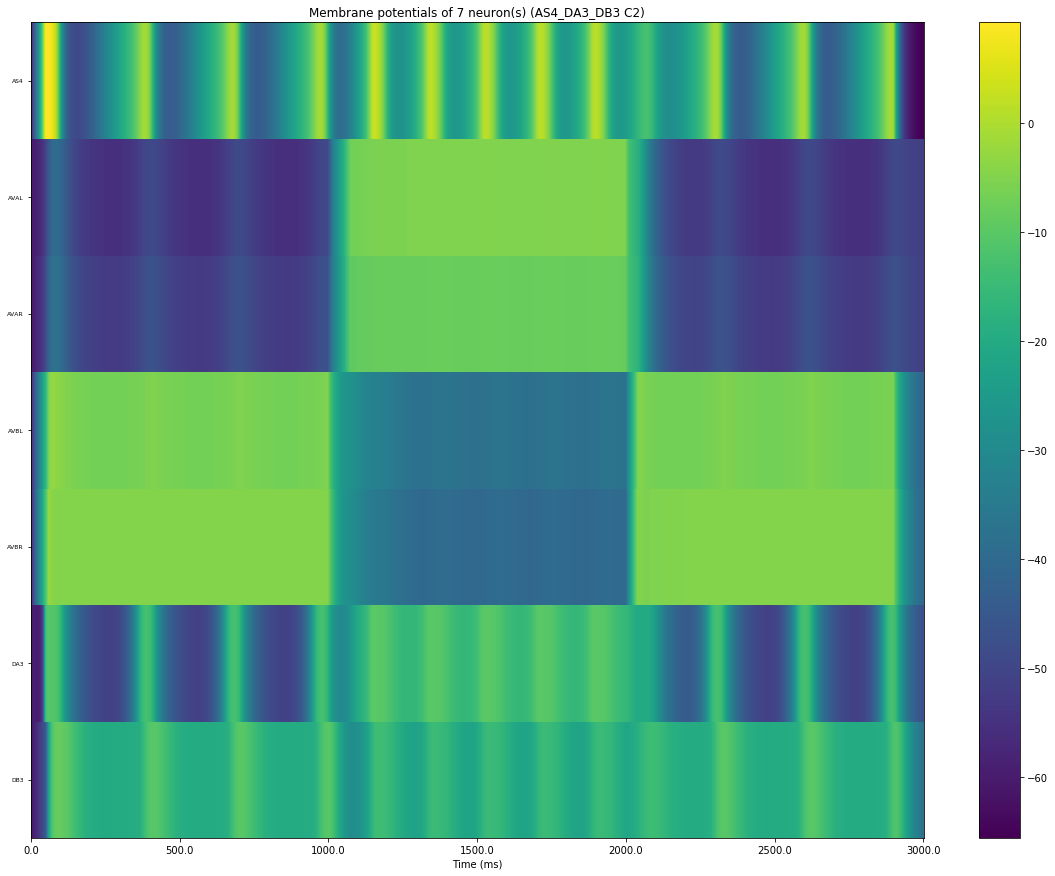 Membrane potentials of 7 neuron(s) (AS4_DA3_DB3 C2)
AS4
AVAL
AVAR
AVBL
AVBR
DA3
DB3
0.0 500.0 1000.0 1500.0 2000.0 2500.0 3000.0
Time (ms)
0
−10
−20
−30
−40
−50
−60